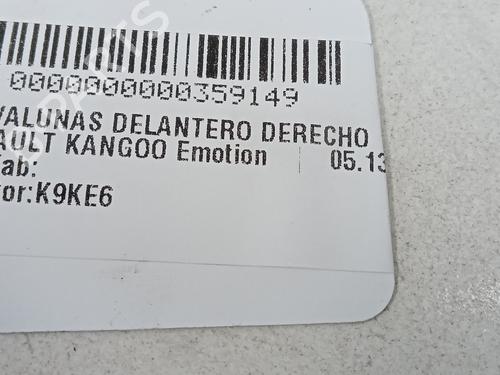 0000000000359149
VALUNAS DELANTERO DERECHO
AULT KANGOO Emotion | 05.13
ab:
or:K9KE6